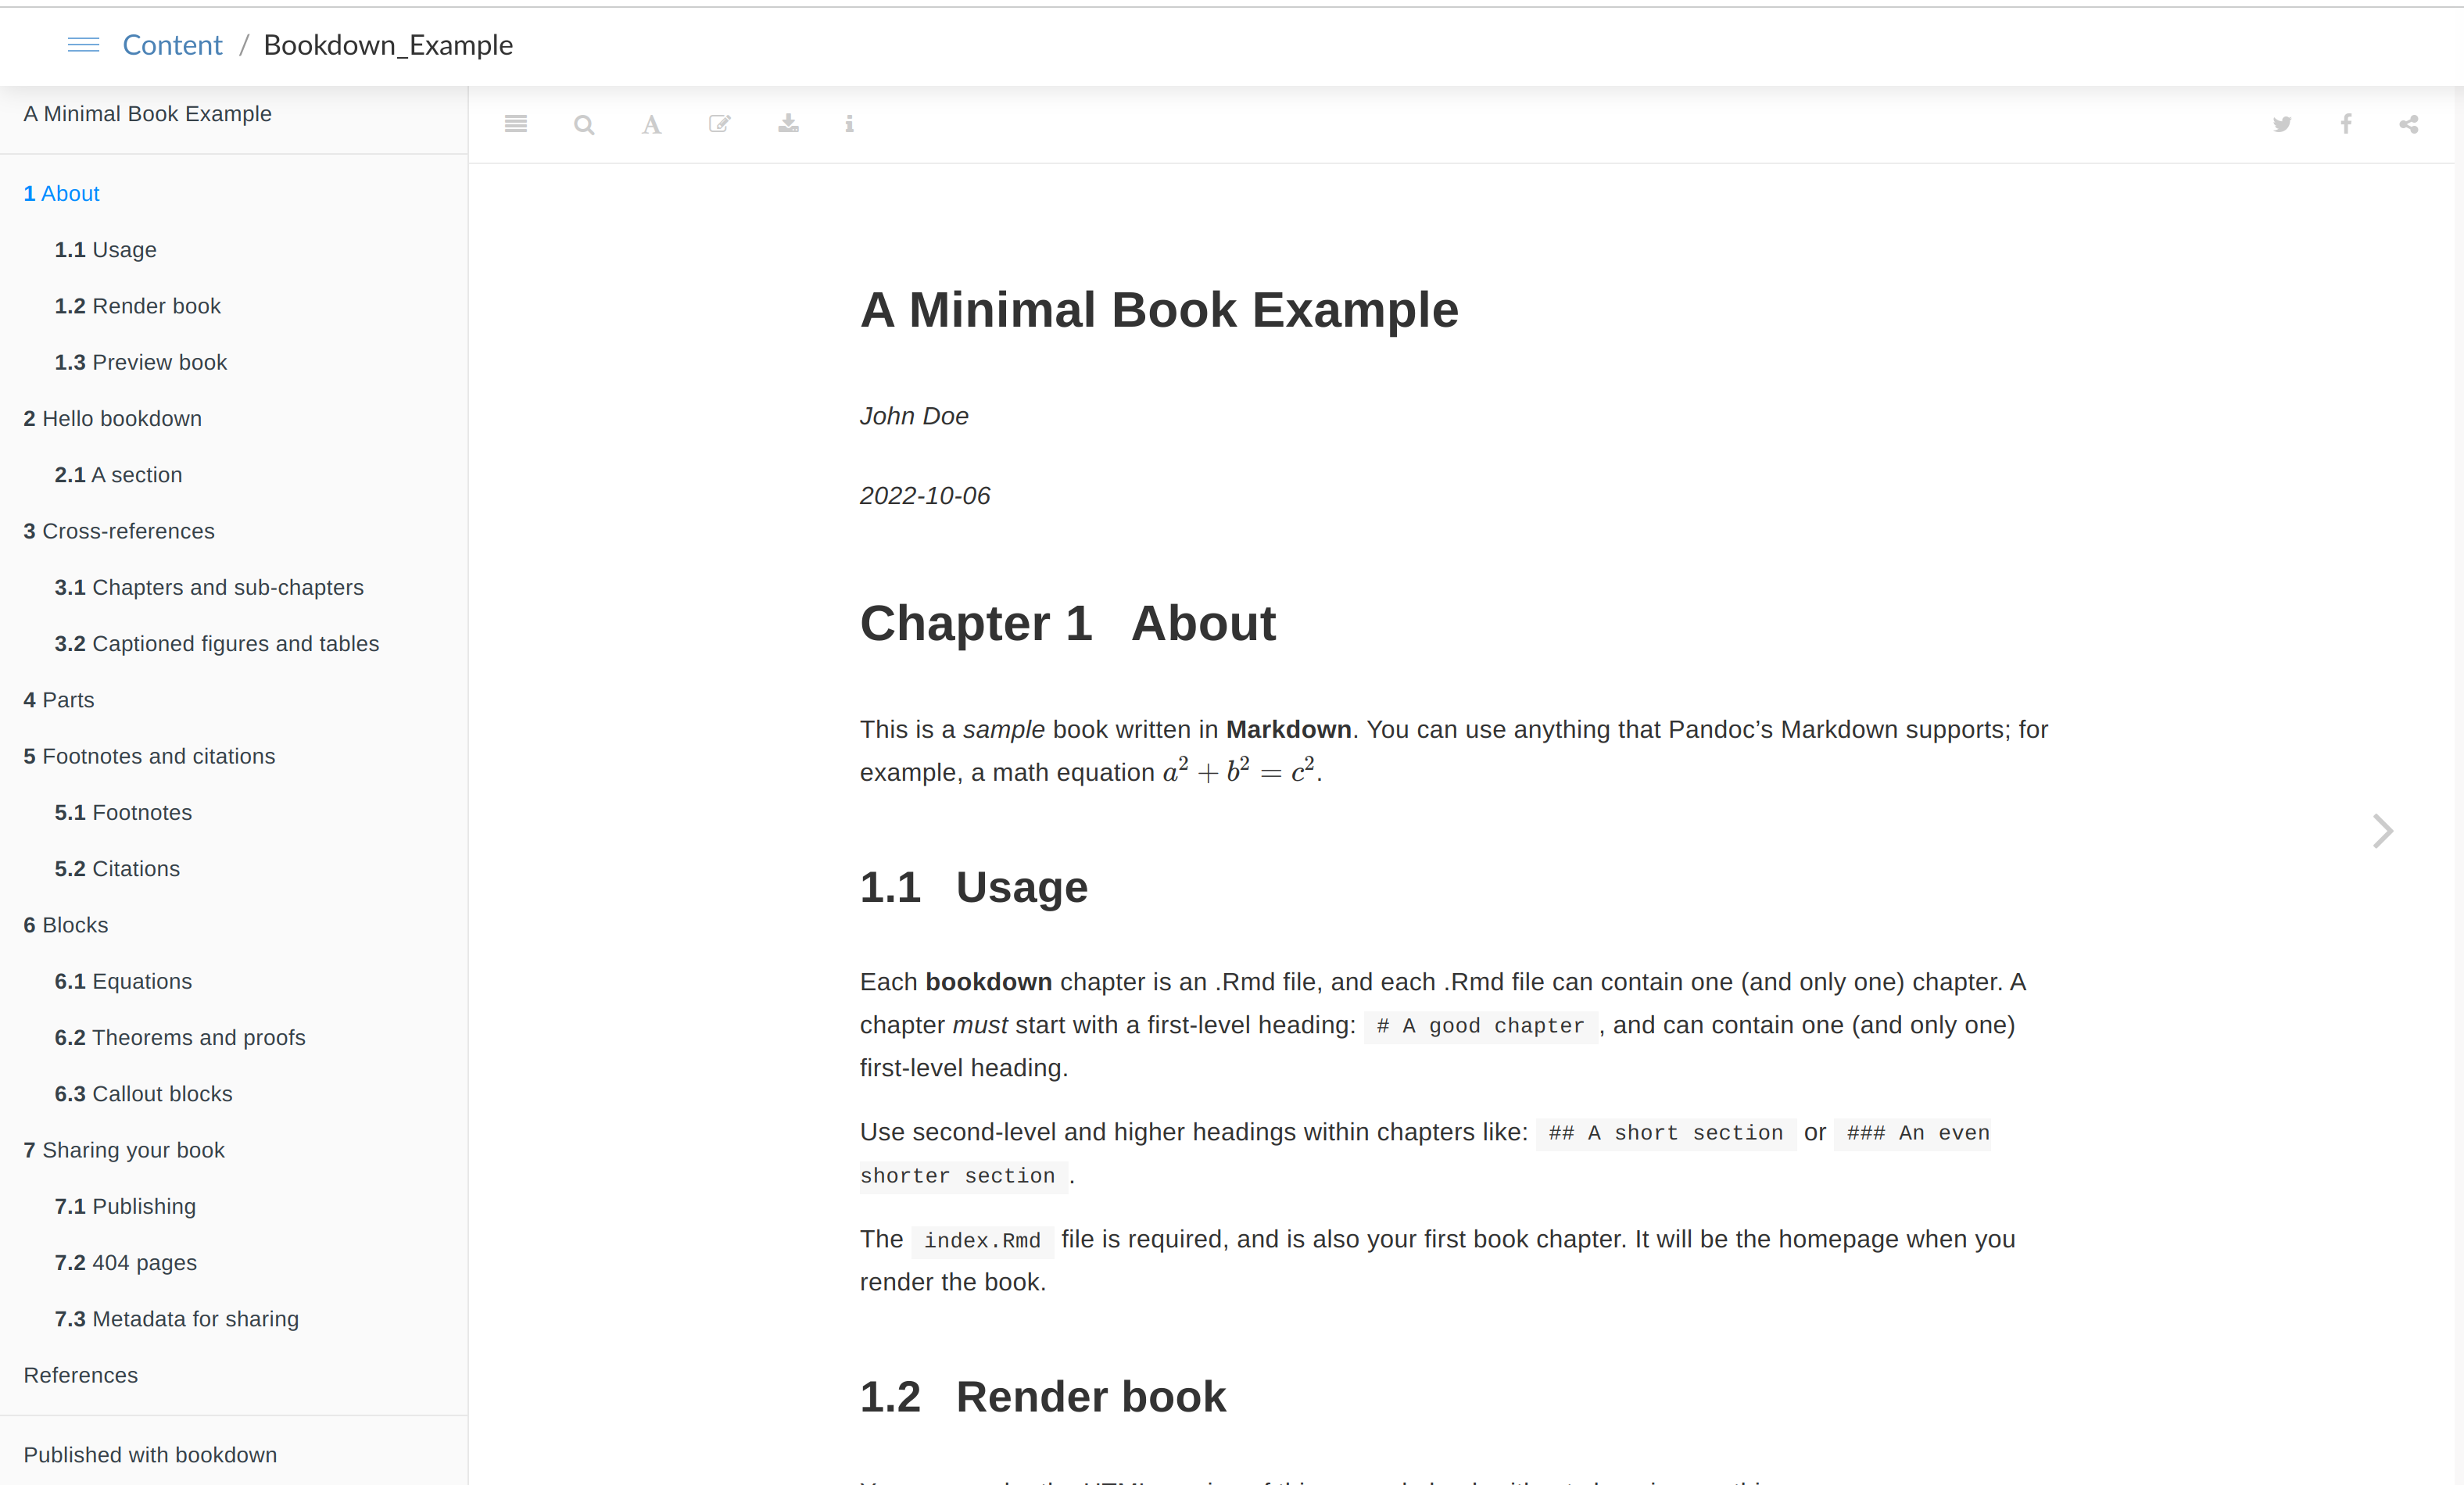 Content / Bookdown_Example
A Minimal Book Example
1 About
1.1 Usage
1.2 Render book
1.3 Preview book
2 Hello bookdown
2.1 A section
3 Cross-references
3.1 Chapters and sub-chapters
3.2 Captioned figures and tables
4 Parts
5 Footnotes and citations
5.1 Footnotes
5.2 Citations
6 Blocks
6.1 Equations
6.2 Theorems and proofs
6.3 Callout blocks
7 Sharing your book
7.1 Publishing
7.2 404 pages
7.3 Metadata for sharing
References
Published with bookdown
A Minimal Book Example
John Doe
2022-10-06
Chapter 1 About
This is a sample book written in Markdown. You can use anything that Pandoc’s Markdown supports; for
example, a math equation a² + b² = c².
1.1 Usage
Each bookdown chapter is an .Rmd file, and each .Rmd file can contain one (and only one) chapter. A
chapter must start with a first-level heading: # A good chapter , and can contain one (and only one)
first-level heading.
Use second-level and higher headings within chapters like: ## A short section or ### An even
shorter section .
The index.Rmd file is required, and is also your first book chapter. It will be the homepage when you
render the book.
1.2 Render book